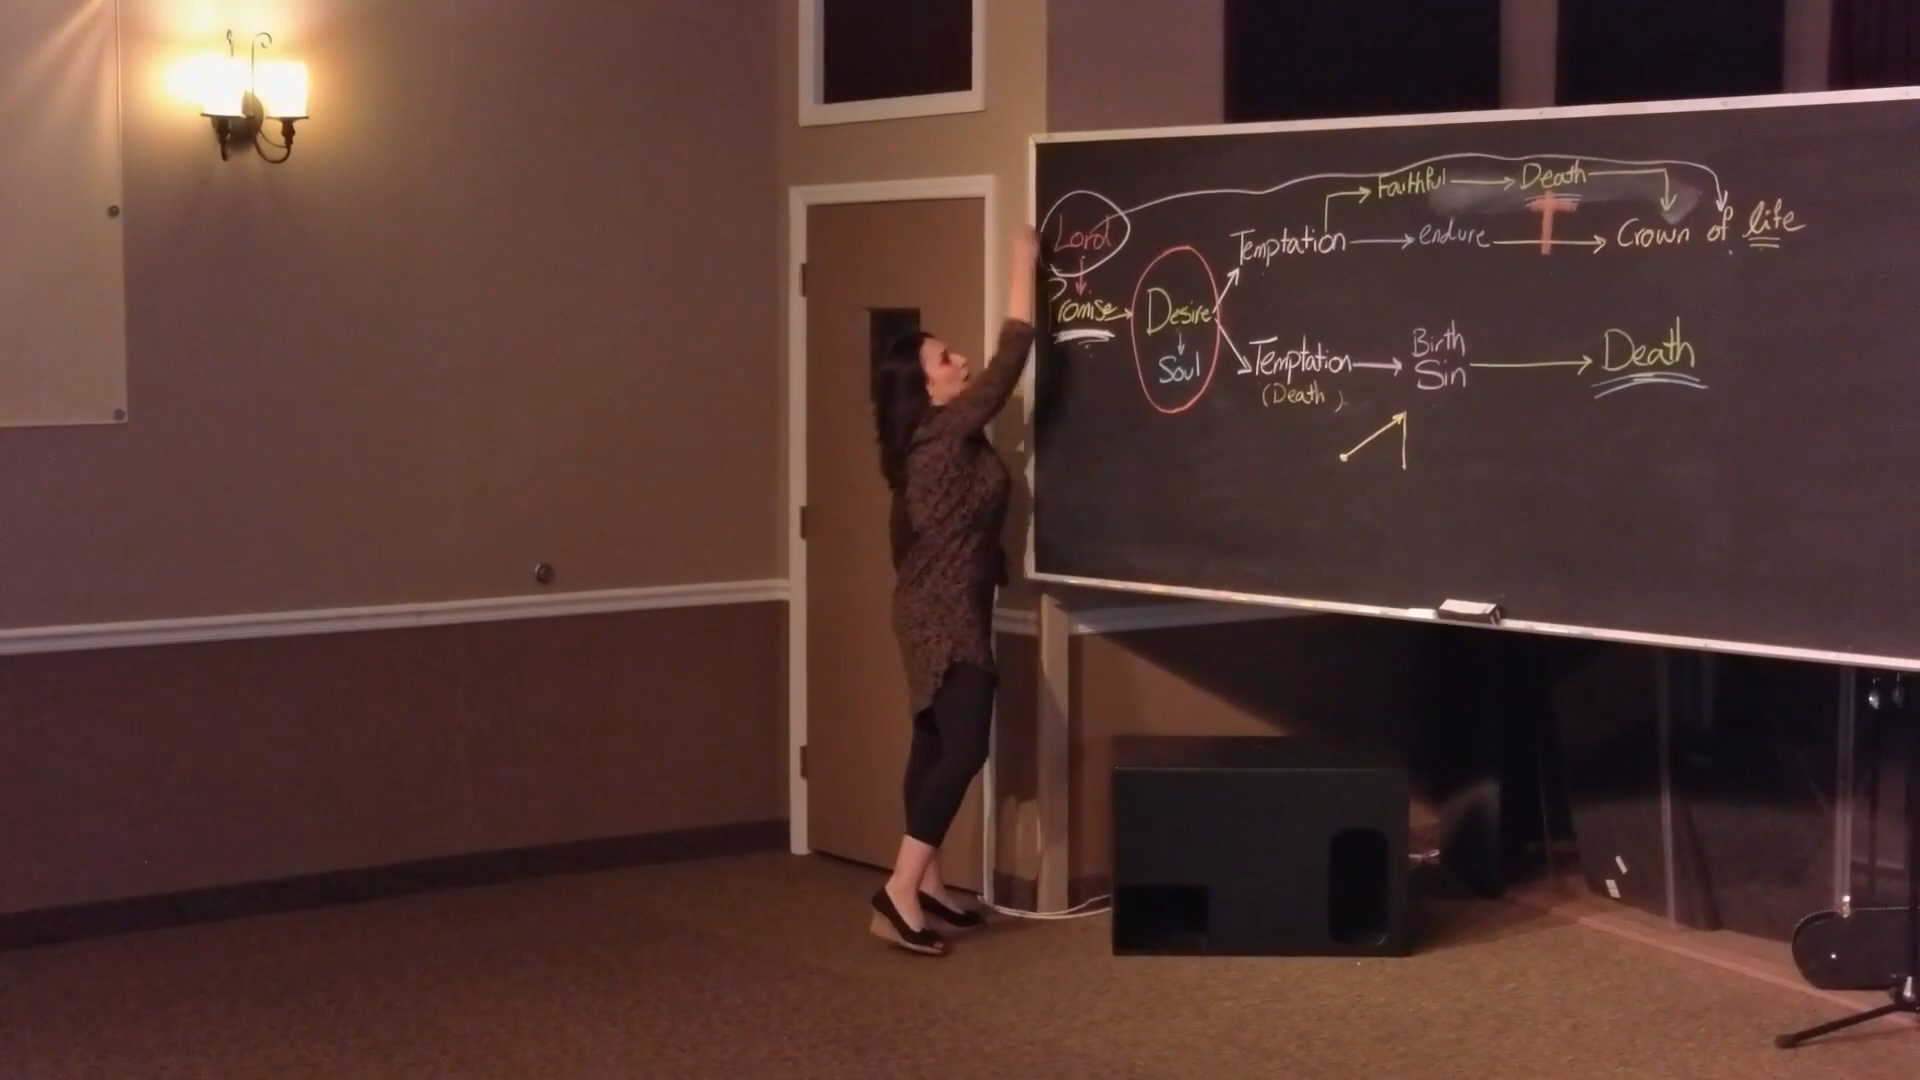 Faithful Death
Lord Temptation endure Crown of life
Promise Desire
Soul
Temptation Birth Sin Death
(Death)